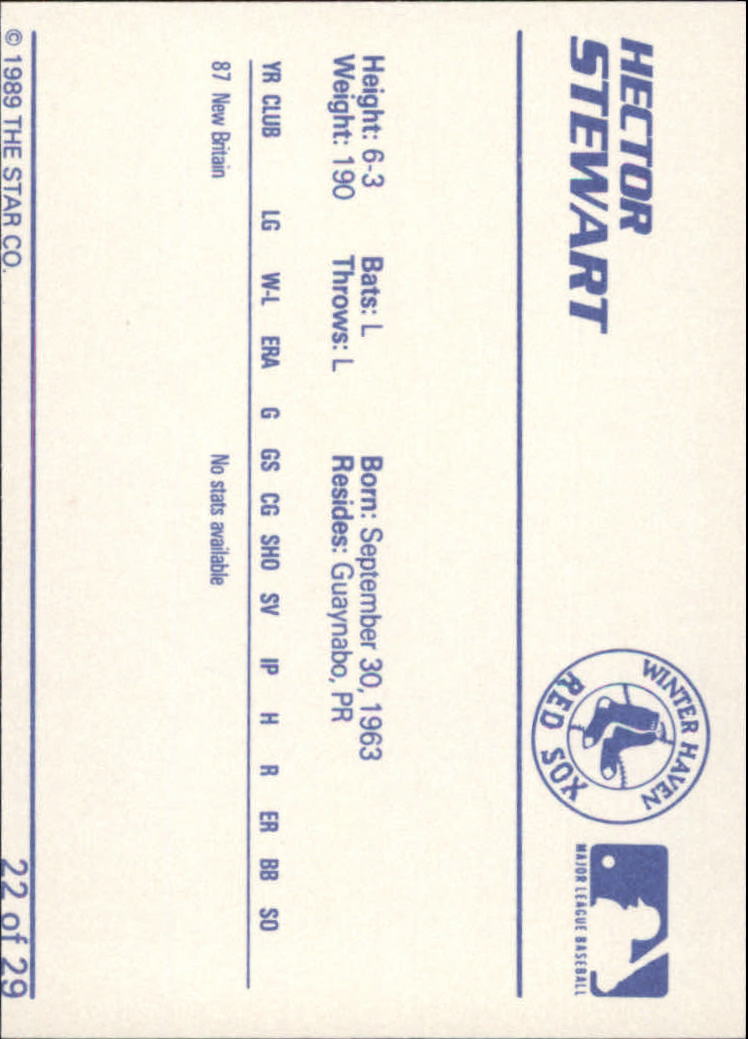 HECTOR
STEWART
WINTER HAVEN
RED SOX
MAJOR LEAGUE BASEBALL
Height: 6-3 Bats: L Born: September 30, 1963
Weight: 190 Throws: L Resides: Guaynabo, PR
YR CLUB LG W-L ERA G GS CG SHO SV IP H R ER BB SO
87 New Britain No stats available
© 1989 THE STAR CO. 22 of 29